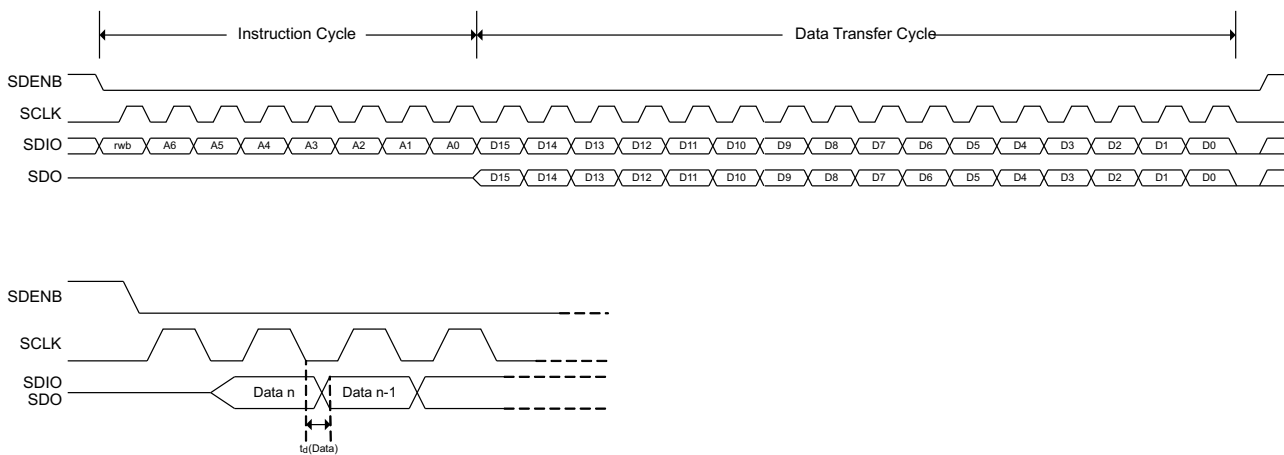 Instruction Cycle Data Transfer Cycle
SDENB
SCLK
SDIO rwb A6 A5 A4 A3 A2 A1 A0 D15 D14 D13 D12 D11 D10 D9 D8 D7 D6 D5 D4 D3 D2 D1 D0
SDO D15 D14 D13 D12 D11 D10 D9 D8 D7 D6 D5 D4 D3 D2 D1 D0
SDENB
SCLK
SDIO
SDO Data n Data n-1
td(Data)